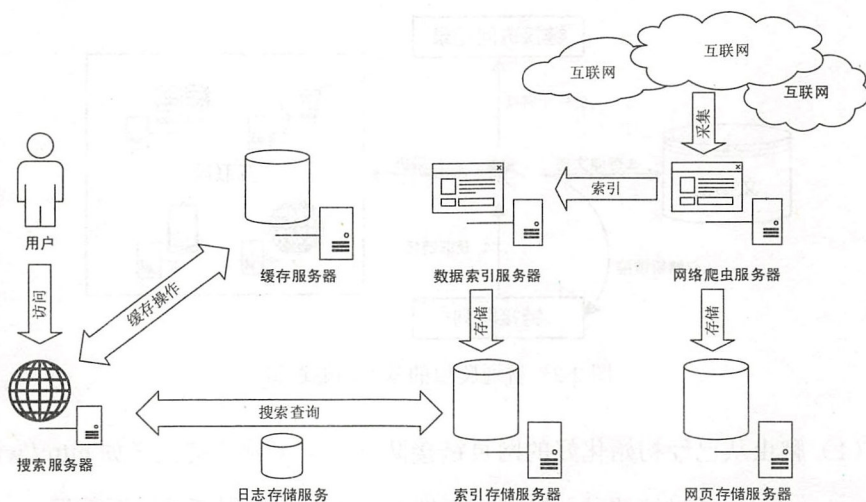 互联网
互联网
互联网
采集
索引
用户
缓存服务器
数据索引服务器
网络爬虫服务器
访问
缓存操作
存储
存储
搜索查询
搜索服务器
日志存储服务
索引存储服务器
网页存储服务器